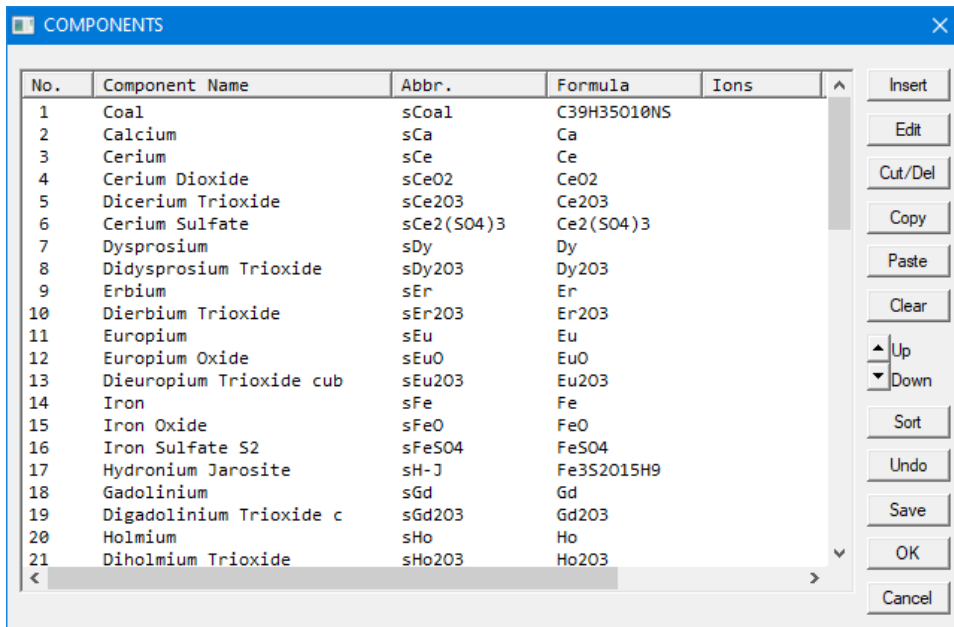 COMPONENTS
No. Component Name Abbr. Formula Ions
1 Coal sCoal C39H35O10NS
2 Calcium sCa Ca
3 Cerium sCe Ce
4 Cerium Dioxide sCeO2 CeO2
5 Dicerium Trioxide sCe2O3 Ce2O3
6 Cerium Sulfate sCe2(SO4)3 Ce2(SO4)3
7 Dysprosium sDy Dy
8 Didysprosium Trioxide sDy2O3 Dy2O3
9 Erbium sEr Er
10 Dierbium Trioxide sEr2O3 Er2O3
11 Europium sEu Eu
12 Europium Oxide sEuO EuO
13 Dieuropium Trioxide cub sEu2O3 Eu2O3
14 Iron sFe Fe
15 Iron Oxide sFeO FeO
16 Iron Sulfate S2 sFeSO4 FeSO4
17 Hydronium Jarosite sH-J Fe3S2O15H9
18 Gadolinium sGd Gd
19 Digadolinium Trioxide c sGd2O3 Gd2O3
20 Holmium sHo Ho
21 Diholmium Trioxide sHo2O3 Ho2O3
Insert
Edit
Cut/Del
Copy
Paste
Clear
Up
Down
Sort
Undo
Save
OK
Cancel